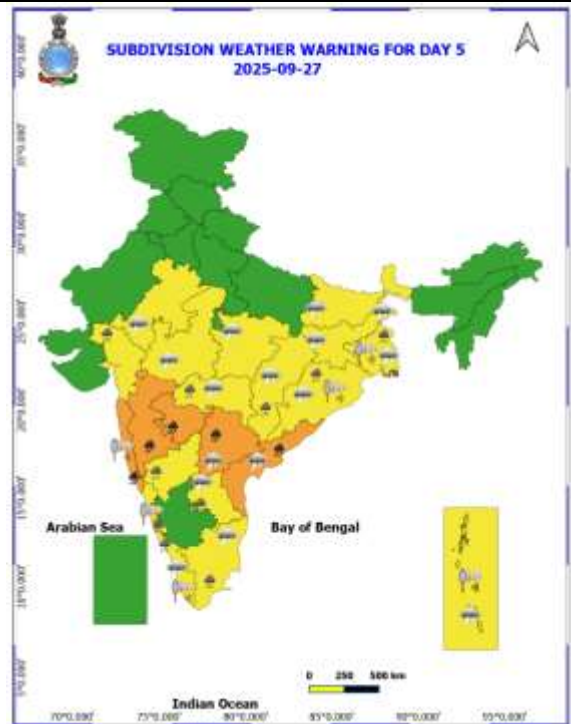 SUBDIVISION WEATHER WARNING FOR DAY 5
2025-09-27
Arabian Sea
Bay of Bengal
0 250 500 km
Indian Ocean
70°0.000' 75°0.000' 80°0.000' 85°0.000' 90°0.000' 95°0.000'